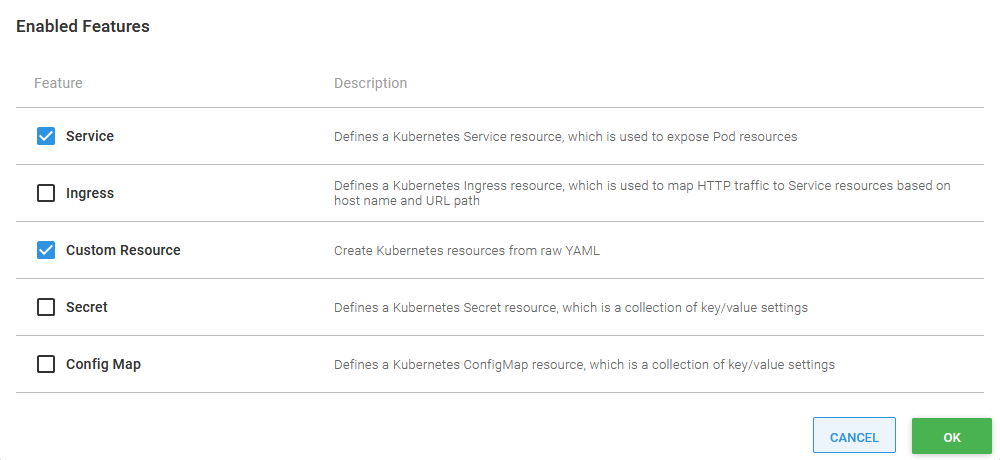 Enabled Features
Feature Description
Service Defines a Kubernetes Service resource, which is used to expose Pod resources
Ingress Defines a Kubernetes Ingress resource, which is used to map HTTP traffic to Service resources based on
host name and URL path
Custom Resource Create Kubernetes resources from raw YAML
Secret Defines a Kubernetes Secret resource, which is a collection of key/value settings
Config Map Defines a Kubernetes ConfigMap resource, which is a collection of key/value settings
CANCEL OK